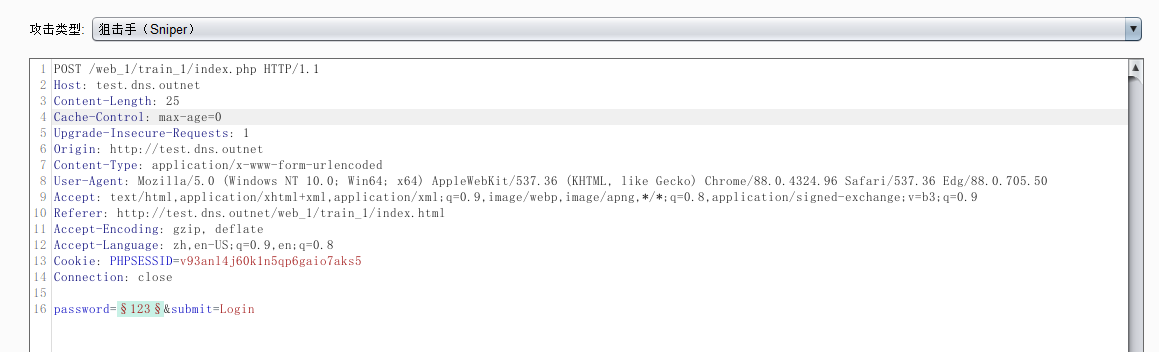 攻击类型: 狙击手（Sniper）
1 POST /web_1/train_1/index.php HTTP/1.1
2 Host: test.dns.outnet
3 Content-Length: 25
4 Cache-Control: max-age=0
5 Upgrade-Insecure-Requests: 1
6 Origin: http://test.dns.outnet
7 Content-Type: application/x-www-form-urlencoded
8 User-Agent: Mozilla/5.0 (Windows NT 10.0; Win64; x64) AppleWebKit/537.36 (KHTML, like Gecko) Chrome/88.0.4324.96 Safari/537.36 Edg/88.0.705.50
9 Accept: text/html,application/xhtml+xml,application/xml;q=0.9,image/webp,image/apng,*/*;q=0.8,application/signed-exchange;v=b3;q=0.9
10 Referer: http://test.dns.outnet/web_1/train_1/index.html
11 Accept-Encoding: gzip, deflate
12 Accept-Language: zh,en-US;q=0.9,en;q=0.8
13 Cookie: PHPSESSID=v93anl4j60k1n5qp6gaio7aks5
14 Connection: close
15
16 password=§123§&submit=Login